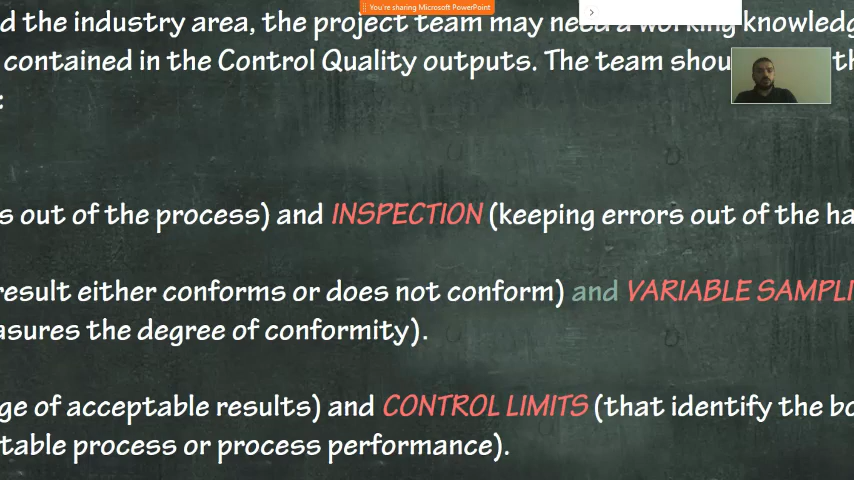 You're sharing Microsoft PowerPoint
d the industry area, the project team may need a working knowledg
contained in the Control Quality outputs. The team shou th
:
s out of the process) and INSPECTION (keeping errors out of the ha
result either conforms or does not conform) and VARIABLE SAMPLI
asures the degree of conformity).
ge of acceptable results) and CONTROL LIMITS (that identify the bo
table process or process performance).